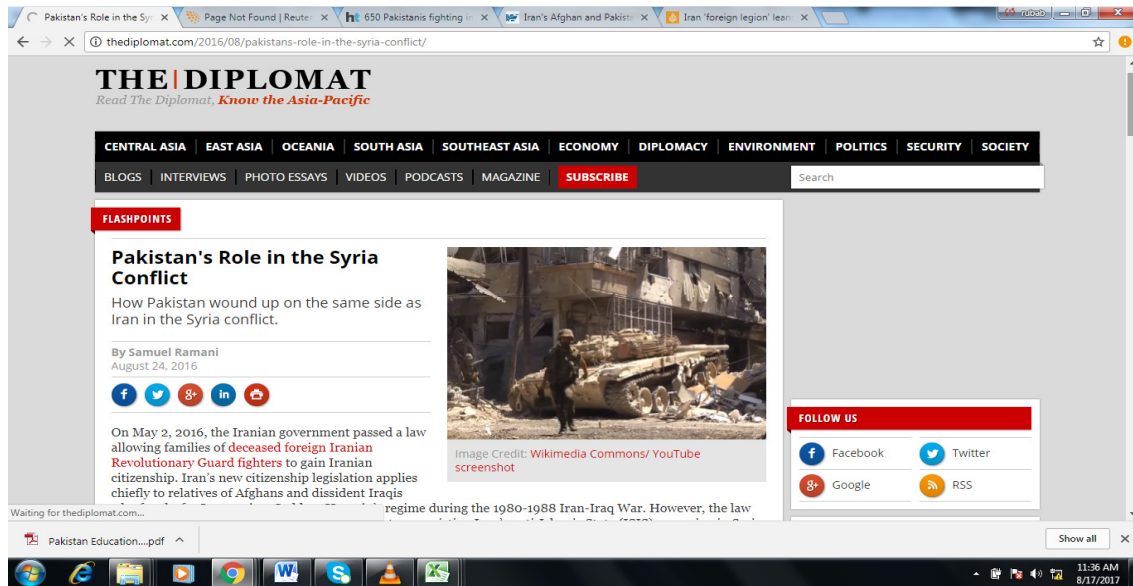 Pakistan's Role in the Sy
Page Not Found | Reuter
650 Pakistanis fighting in
Iran's Afghan and Pakista
Iran 'foreign legion' lean
rubab
thediplomat.com/2016/08/pakistans-role-in-the-syria-conflict/
THE|DIPLOMAT
Read The Diplomat, Know the Asia-Pacific
CENTRAL ASIA EAST ASIA OCEANIA SOUTH ASIA SOUTHEAST ASIA ECONOMY DIPLOMACY ENVIRONMENT POLITICS SECURITY SOCIETY
BLOGS INTERVIEWS PHOTO ESSAYS VIDEOS PODCASTS MAGAZINE SUBSCRIBE Search
FLASHPOINTS
Pakistan's Role in the Syria
Conflict
How Pakistan wound up on the same side as
Iran in the Syria conflict.
By Samuel Ramani
August 24, 2016
On May 2, 2016, the Iranian government passed a law
allowing families of deceased foreign Iranian
Revolutionary Guard fighters to gain Iranian
citizenship. Iran's new citizenship legislation applies
chiefly to relatives of Afghans and dissident Iraqis
regime during the 1980-1988 Iran-Iraq War. However, the law
Image Credit: Wikimedia Commons/ YouTube
screenshot
FOLLOW US
Facebook Twitter
Google RSS
Waiting for thediplomat.com...
Pakistan Education....pdf
Show all
11:36 AM
8/17/2017